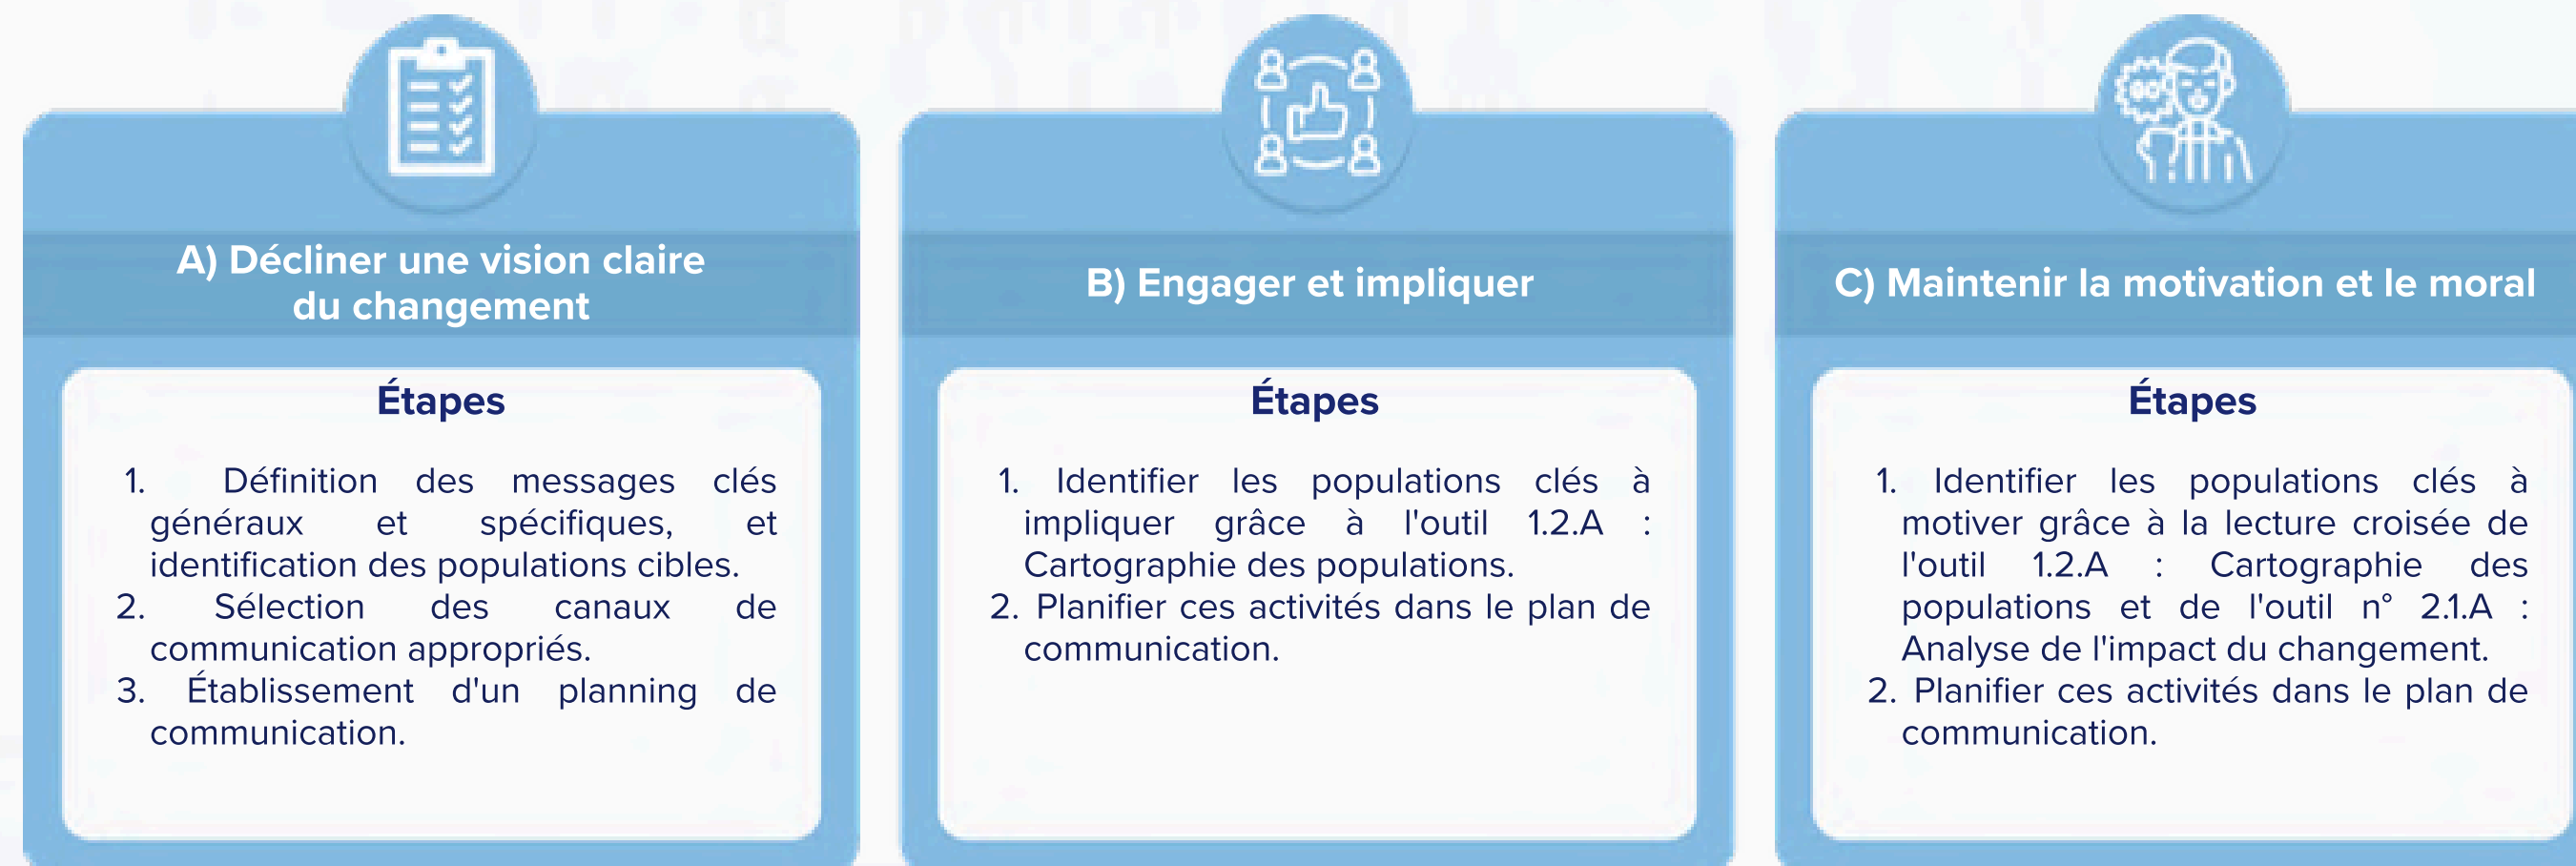 A) Décliner une vision claire
du changement
Étapes
1. Définition des messages clés
généraux et spécifiques, et
identification des populations cibles.
2. Sélection des canaux de
communication appropriés.
3. Établissement d'un planning de
communication.
B) Engager et impliquer
Étapes
1. Identifier les populations clés à
impliquer grâce à l'outil 1.2.A :
Cartographie des populations.
2. Planifier ces activités dans le plan de
communication.
C) Maintenir la motivation et le moral
Étapes
1. Identifier les populations clés à
motiver grâce à la lecture croisée de
l'outil 1.2.A : Cartographie des
populations et de l'outil n° 2.1.A :
Analyse de l'impact du changement.
2. Planifier ces activités dans le plan de
communication.